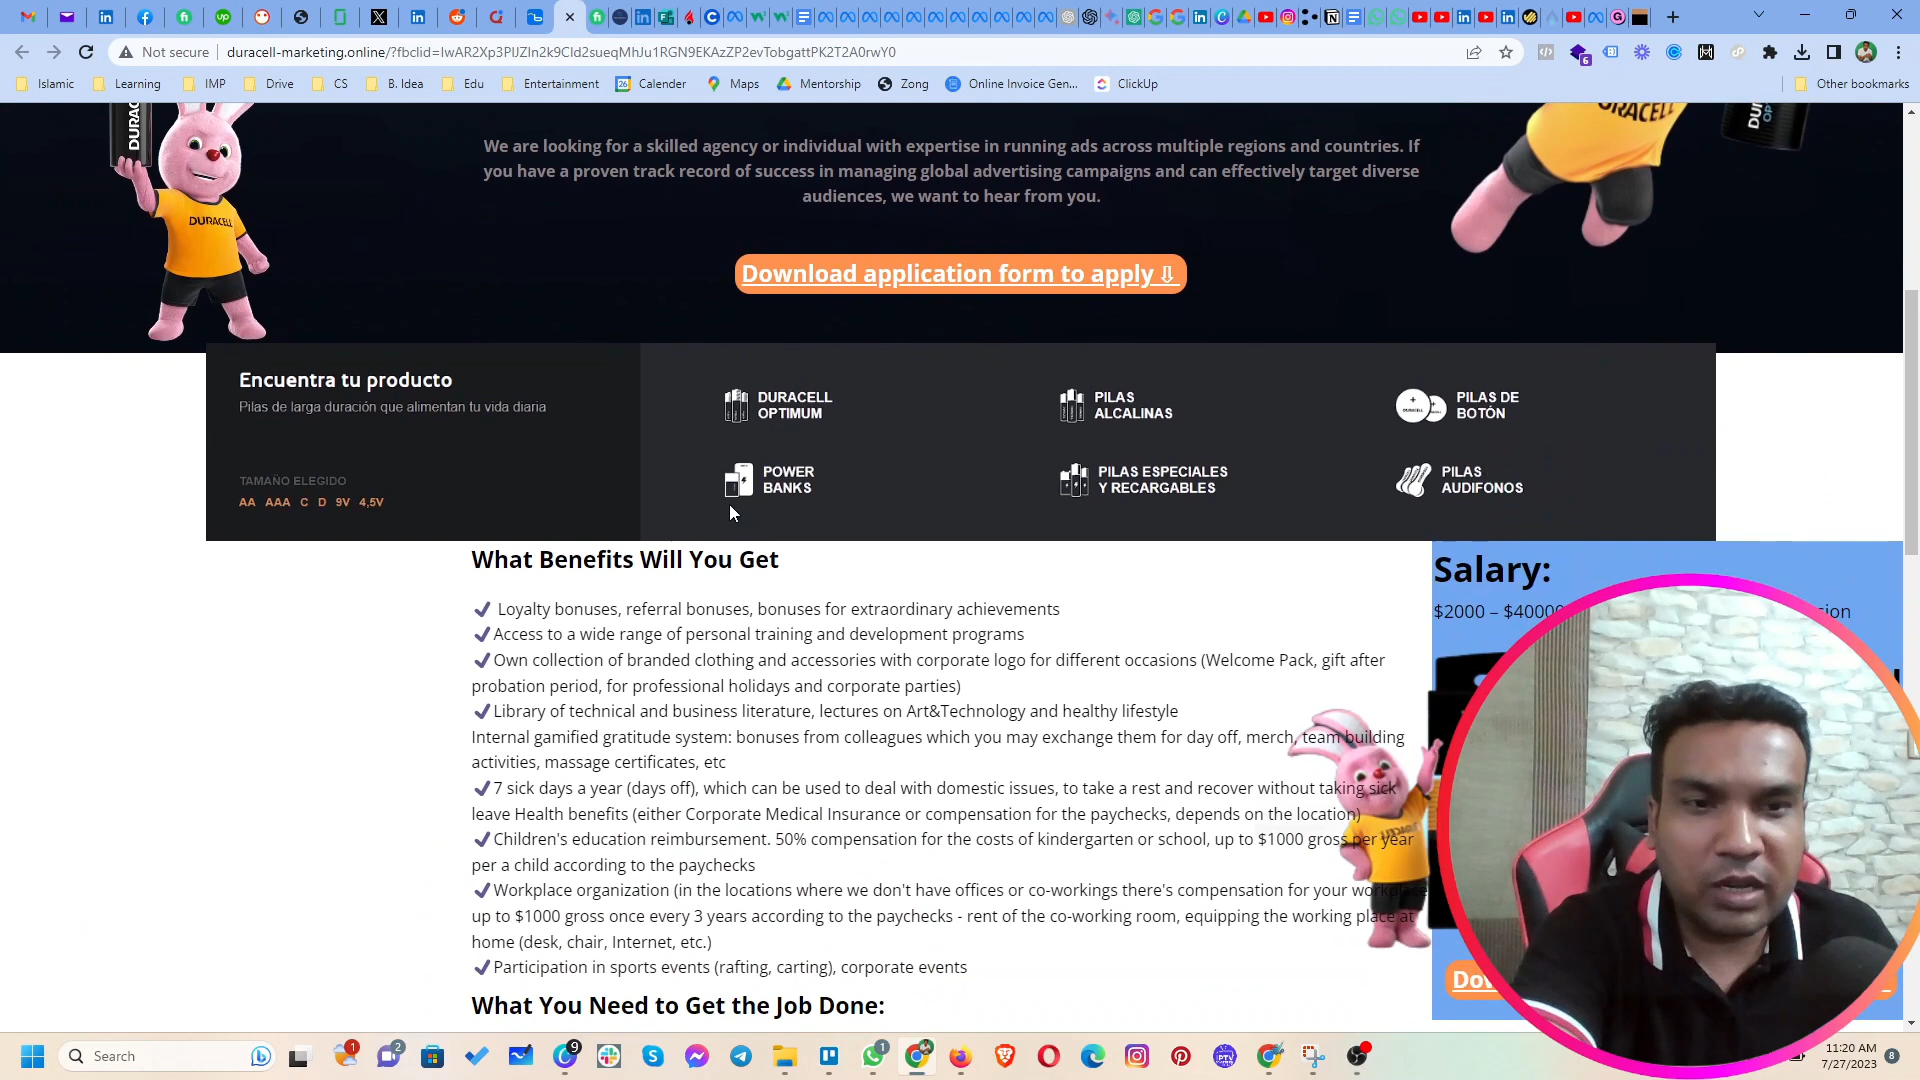 Not secure
duracell-marketing.online/?fbclid=IwAR2Xp3PlJZIn2k9CId2sueqMhJu1RGN9EKAzZP2evTobgattPK2T2A0rwY0
6
Islamic
Learning
IMP
Drive
CS
B. Idea
Edu
Entertainment
Calender
Maps
Mentorship
Zong
Online Invoice Gen...
ClickUp
Other bookmarks
DURACELL
We are looking for a skilled agency or individual with expertise in running ads across multiple regions and countries. If
you have a proven track record of success in managing global advertising campaigns and can effectively target diverse
audiences, we want to hear from you.
Download application form to apply ⇩
Encuentra tu producto
Pilas de larga duración que alimentan tu vida diaria
TAMAÑO ELEGIDO
AA AAA C D 9V 4,5V
DURACELL
OPTIMUM
PILAS
ALCALINAS
PILAS DE
BOTÓN
POWER
BANKS
PILAS ESPECIALES
Y RECARGABLES
PILAS
AUDIFONOS
What Benefits Will You Get
✔ Loyalty bonuses, referral bonuses, bonuses for extraordinary achievements
✔Access to a wide range of personal training and development programs
✔Own collection of branded clothing and accessories with corporate logo for different occasions (Welcome Pack, gift after
probation period, for professional holidays and corporate parties)
✔Library of technical and business literature, lectures on Art&Technology and healthy lifestyle
Internal gamified gratitude system: bonuses from colleagues which you may exchange them for day off, merch, team building
activities, massage certificates, etc
✔7 sick days a year (days off), which can be used to deal with domestic issues, to take a rest and recover without taking sick
leave Health benefits (either Corporate Medical Insurance or compensation for the paychecks, depends on the location)
✔Children's education reimbursement. 50% compensation for the costs of kindergarten or school, up to $1000 gross per year
per a child according to the paychecks
✔Workplace organization (in the locations where we don't have offices or co-workings there's compensation for your workplace
up to $1000 gross once every 3 years according to the paychecks - rent of the co-working room, equipping the working place at
home (desk, chair, Internet, etc.)
✔Participation in sports events (rafting, carting), corporate events
What You Need to Get the Job Done:
Salary:
$2000 – $4000
Search
11:20 AM
7/27/2023
8